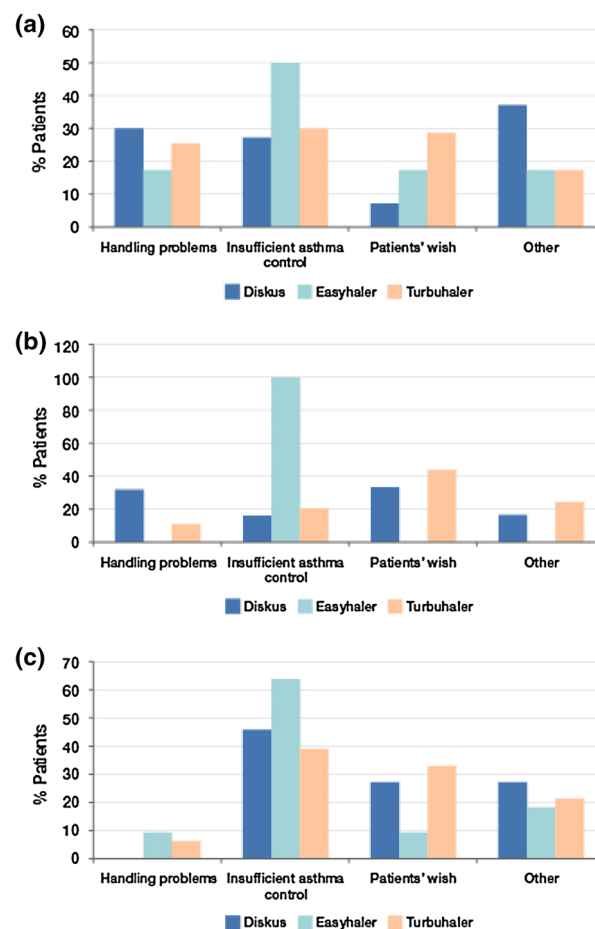 (a)
60
50
40
30
20
10
0
% Patients
Handling problems Insufficient asthma control Patients' wish Other
Diskus Easyhaler Turbuhaler
(b)
120
100
80
60
40
20
0
% Patients
Handling problems Insufficient asthma control Patients' wish Other
Diskus Easyhaler Turbuhaler
(c)
70
60
50
40
30
20
10
0
% Patients
Handling problems Insufficient asthma control Patients' wish Other
Diskus Easyhaler Turbuhaler